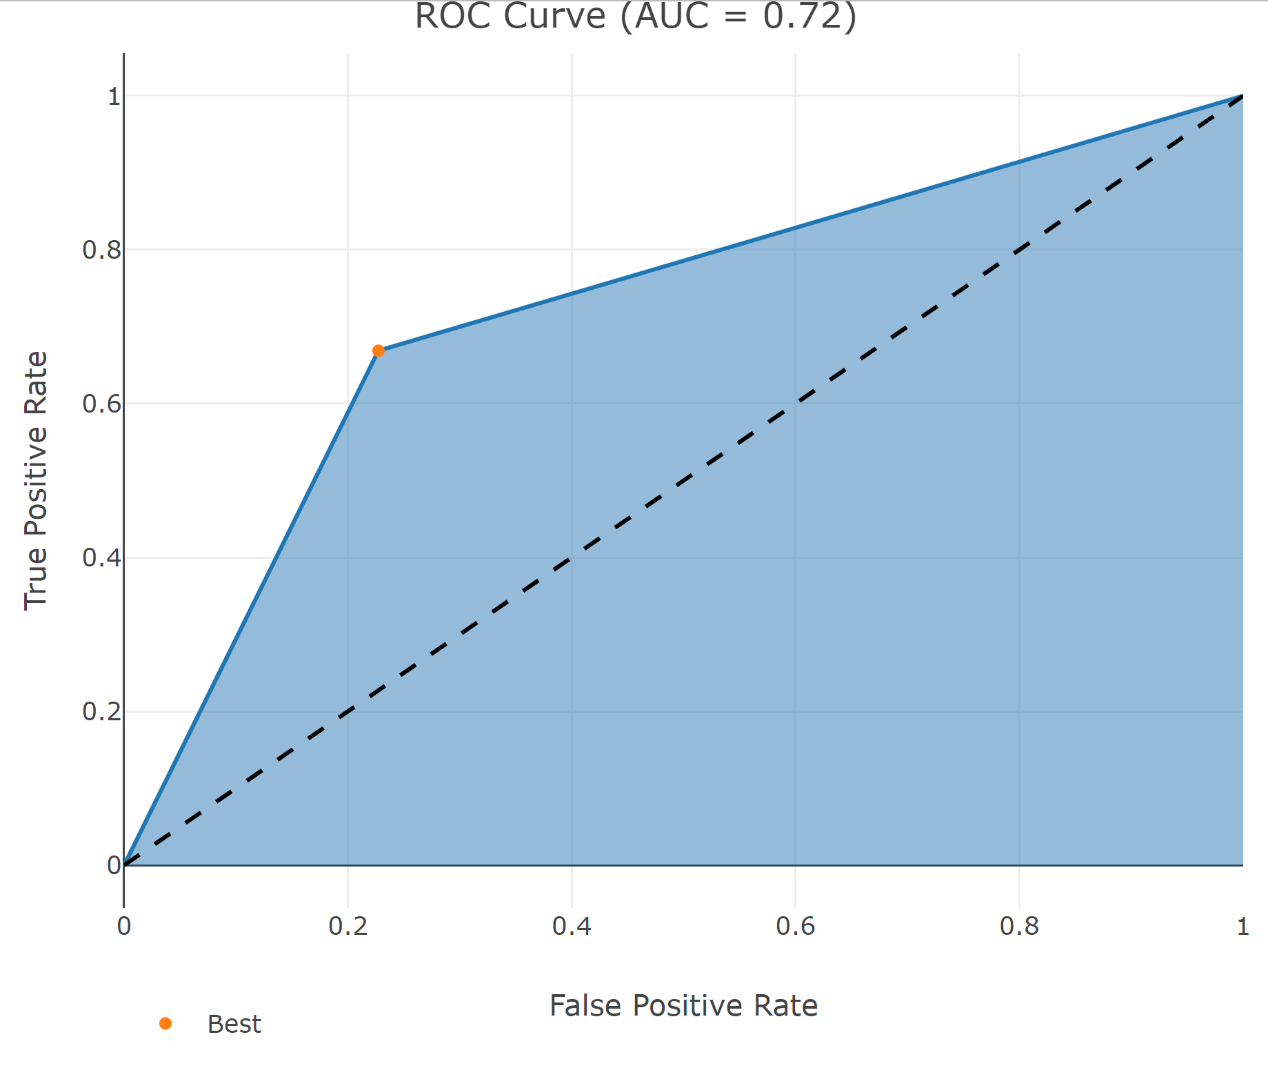 ROC Curve (AUC = 0.72)
1
0.8
0.6
0.4
0.2
0
True Positive Rate
0 0.2 0.4 0.6 0.8 1
False Positive Rate
Best